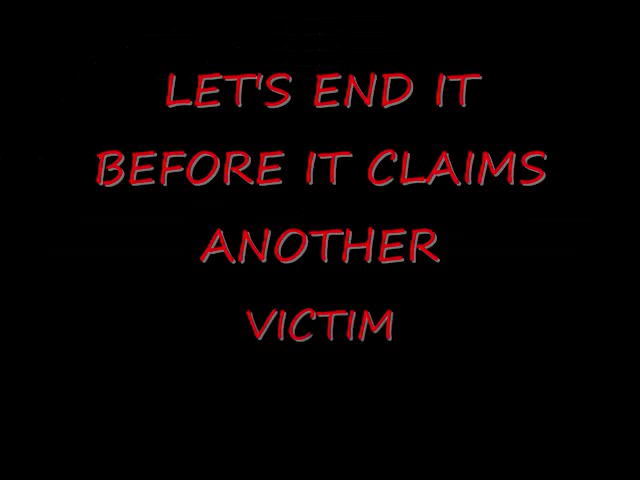 LET'S END IT
BEFORE IT CLAIMS
ANOTHER
VICTIM